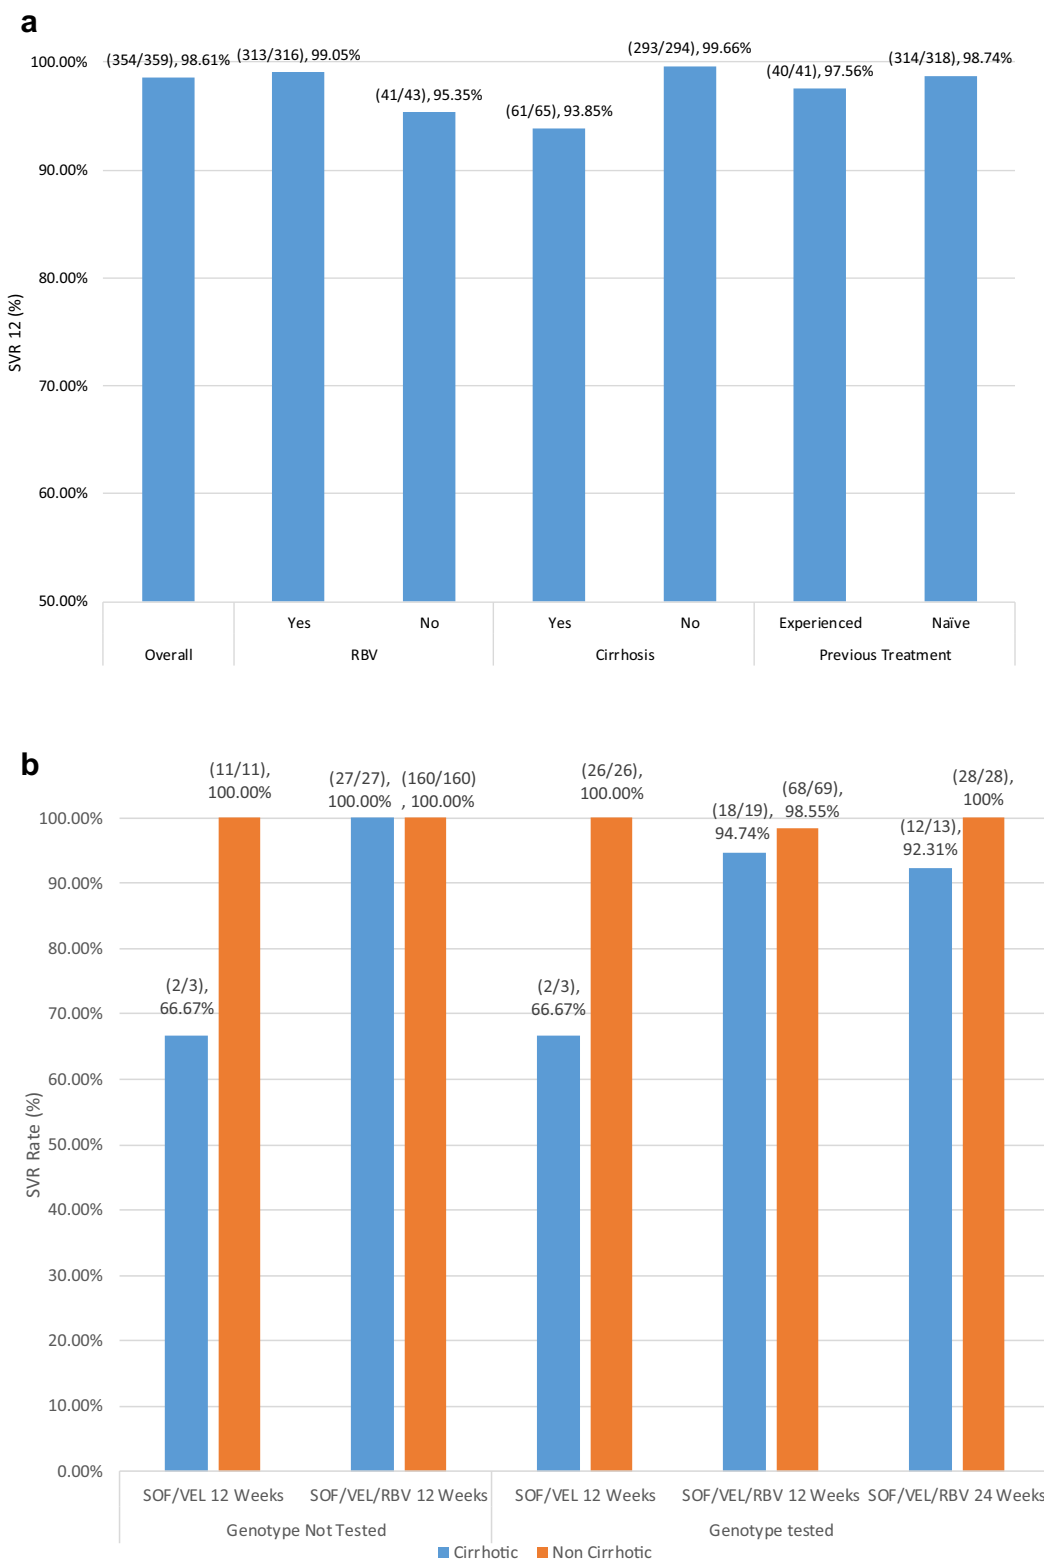 a
(354/359), 98.61%
(313/316), 99.05%
(41/43), 95.35%
(61/65), 93.85%
(293/294), 99.66%
(40/41), 97.56%
(314/318), 98.74%
100.00%
90.00%
80.00%
70.00%
60.00%
50.00%
SVR 12 (%)
Yes
No
Yes
No
Experienced
Naïve
Overall
RBV
Cirrhosis
Previous Treatment
b
(11/11),
100.00%
(27/27),
100.00%
(160/160)
, 100.00%
(26/26),
100.00%
(18/19),
94.74%
(68/69),
98.55%
(12/13),
92.31%
(28/28),
100%
(2/3),
66.67%
(2/3),
66.67%
100.00%
90.00%
80.00%
70.00%
60.00%
50.00%
40.00%
30.00%
20.00%
10.00%
0.00%
SVR Rate (%)
SOF/VEL 12 Weeks
SOF/VEL/RBV 12 Weeks
SOF/VEL 12 Weeks
SOF/VEL/RBV 12 Weeks
SOF/VEL/RBV 24 Weeks
Genotype Not Tested
Genotype tested
Cirrhotic
Non Cirrhotic